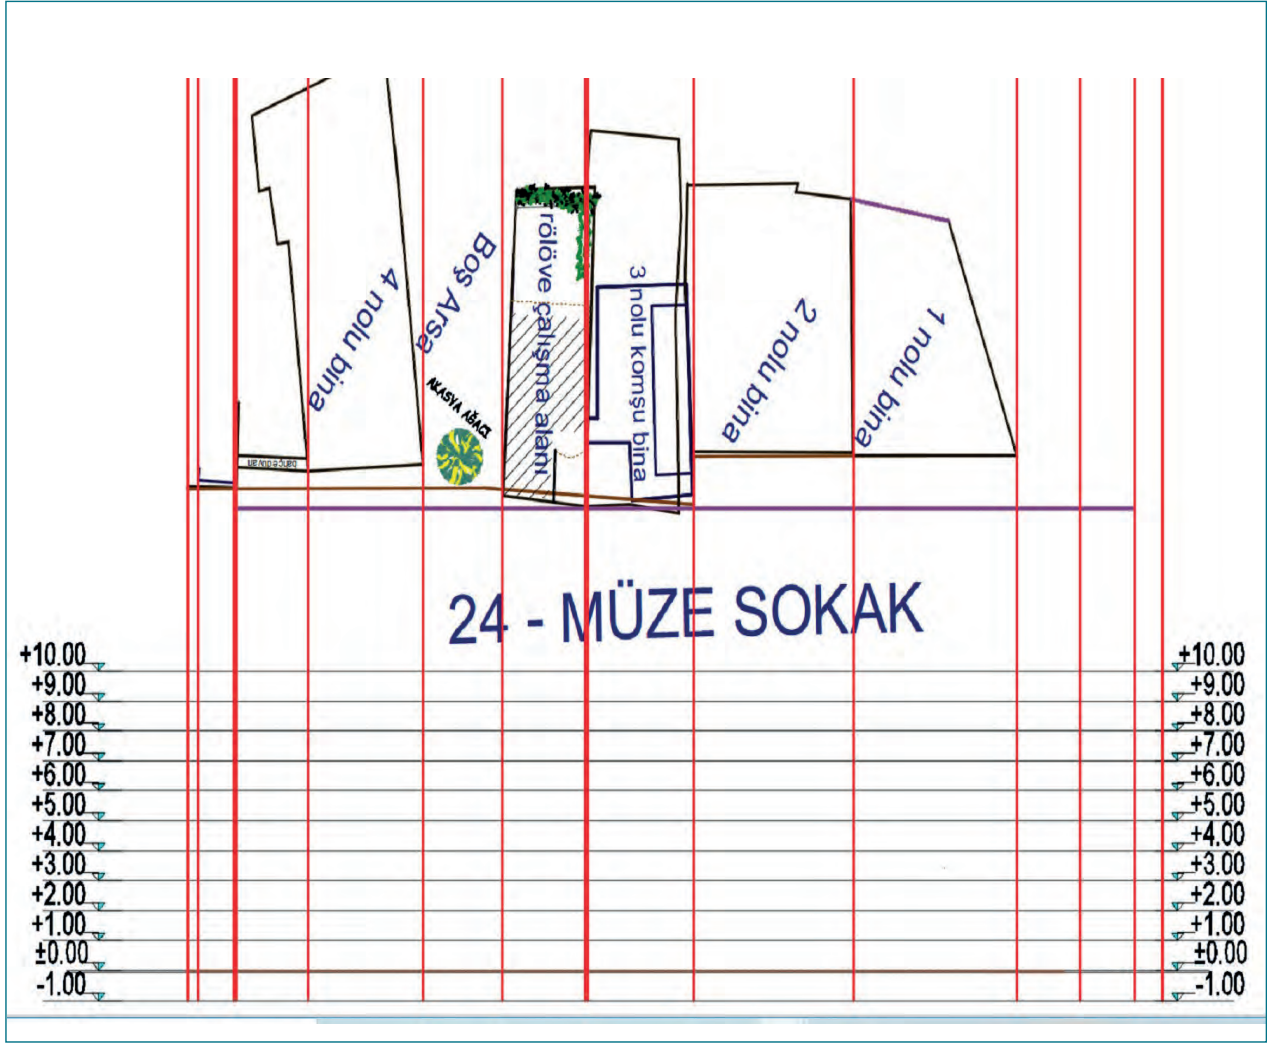 4 nolu bina
Boş Arsa
rölöve çalışma alanı
3 nolu komşu bina
2 nolu bina
1 nolu bina
AKASYA AĞACI
bahçe duvarı
24 - MÜZE SOKAK
+10.00 +10.00
+9.00 +9.00
+8.00 +8.00
+7.00 +7.00
+6.00 +6.00
+5.00 +5.00
+4.00 +4.00
+3.00 +3.00
+2.00 +2.00
+1.00 +1.00
±0.00 ±0.00
-1.00 -1.00